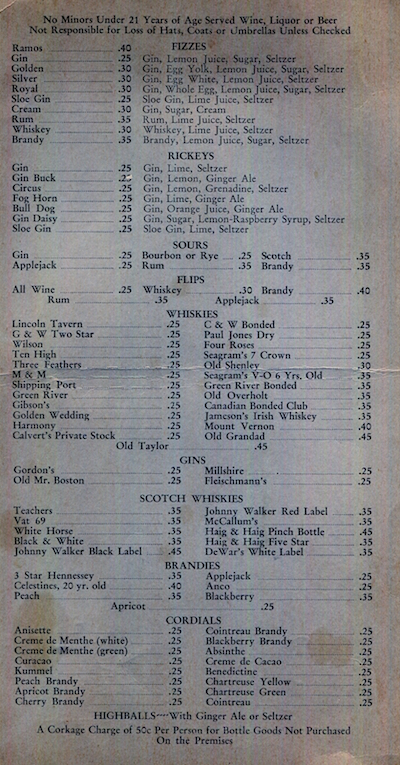 No Minors Under 21 Years of Age Served Wine, Liquor or Beer
Not Responsible for Loss of Hats, Coats or Umbrellas Unless Checked
FIZZES
Ramos .40
Gin .25 Gin, Lemon Juice, Sugar, Seltzer
Golden .30 Gin, Egg Yolk, Lemon Juice, Sugar, Seltzer
Silver .30 Gin, Egg White, Lemon Juice, Sugar, Seltzer
Royal .30 Gin, Whole Egg, Lemon Juice, Sugar, Seltzer
Sloe Gin .25 Sloe Gin, Lime Juice, Seltzer
Cream .30 Gin, Sugar, Cream
Rum .35 Rum, Lime Juice, Seltzer
Whiskey .30 Whiskey, Lime Juice, Seltzer
Brandy .35 Brandy, Lemon Juice, Sugar, Seltzer
RICKEYS
Gin .25 Gin, Lime, Seltzer
Gin Buck .25 Gin, Lemon, Ginger Ale
Circus .25 Gin, Lemon, Grenadine, Seltzer
Fog Horn .25 Gin, Lime, Ginger Ale
Bull Dog .25 Gin, Orange Juice, Ginger Ale
Gin Daisy .25 Gin, Sugar, Lemon-Raspberry Syrup, Seltzer
Sloe Gin .25 Sloe Gin, Lime, Seltzer
SOURS
Gin .25 Bourbon or Rye .25 Scotch .35
Applejack .25 Rum .35 Brandy .35
FLIPS
All Wine .25 Whiskey .30 Brandy .40
Rum .35 Applejack .35
WHISKIES
Lincoln Tavern .25 C & W Bonded .25
G & W Two Star .25 Paul Jones Dry .25
Wilson .25 Four Roses .25
Ten High .25 Seagram's 7 Crown .25
Three Feathers .25 Old Shenley .30
M & M .25 Seagram's V-O 6 Yrs. Old .35
Shipping Port .25 Green River Bonded .35
Green River .25 Old Overholt .35
Gibson's .25 Canadian Bonded Club .35
Golden Wedding .25 Jameson's Irish Whiskey .35
Harmony .25 Mount Vernon .40
Calvert's Private Stock .25 Old Grandad .45
Old Taylor .45
GINS
Gordon's .25 Millshire .25
Old Mr. Boston .25 Fleischmann's .25
SCOTCH WHISKIES
Teachers .35 Johnny Walker Red Label .35
Vat 69 .35 McCallum's .35
White Horse .35 Haig & Haig Pinch Bottle .45
Black & White .35 Haig & Haig Five Star .35
Johnny Walker Black Label .45 DeWar's White Label .35
BRANDIES
3 Star Hennessey .35 Applejack .25
Celestines, 20 yr. old .40 Anco .25
Peach .35 Blackberry .35
Apricot .25
CORDIALS
Anisette .25 Cointreau Brandy .25
Creme de Menthe (white) .25 Blackberry Brandy .25
Creme de Menthe (green) .25 Absinthe .25
Curacao .25 Creme de Cacao .25
Kummel .25 Benedictine .25
Peach Brandy .25 Chartreuse Yellow .25
Apricot Brandy .25 Chartreuse Green .25
Cherry Brandy .25 Cointreau .25
HIGHBALLS----With Ginger Ale or Seltzer
A Corkage Charge of 50c Per Person for Bottle Goods Not Purchased
On the Premises